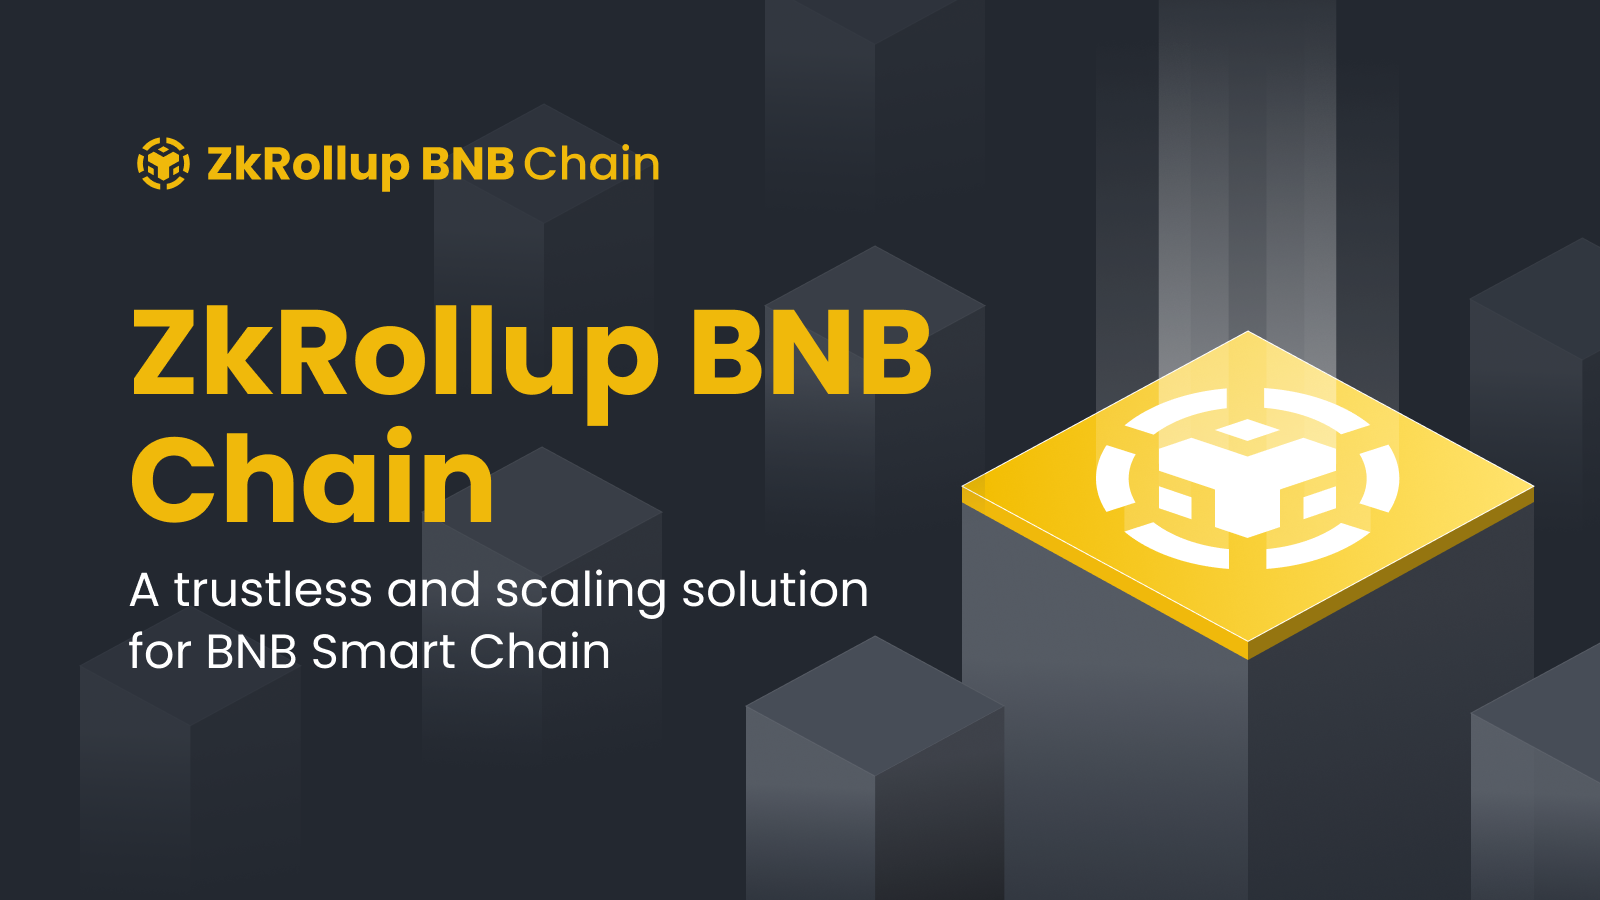 ZkRollup BNB Chain
ZkRollup BNB
Chain
A trustless and scaling solution
for BNB Smart Chain